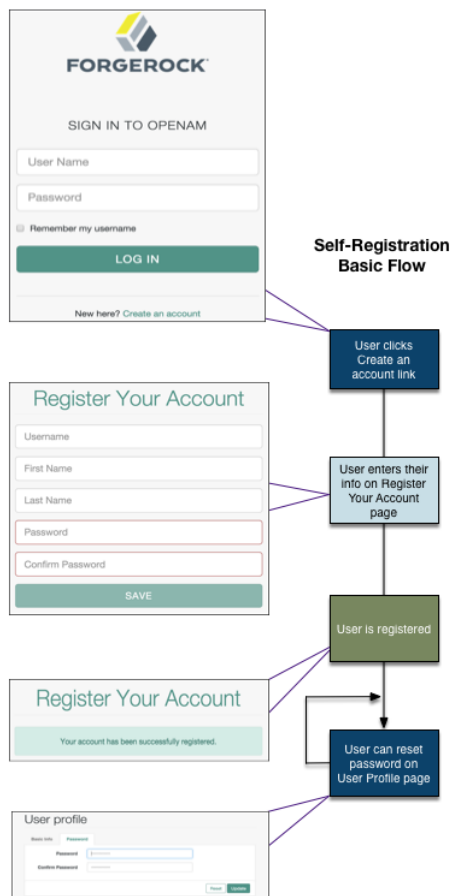 FORGEROCK
SIGN IN TO OPENAM
User Name
Password
Remember my username
LOG IN
New here? Create an account
Self-Registration
Basic Flow
User clicks
Create an
account link
Register Your Account
Username
First Name
Last Name
Password
Confirm Password
SAVE
User enters their
info on Register
Your Account
page
User is registered
Register Your Account
Your account has been successfully registered.
User can reset
password on
User Profile page
User profile
Basic Info Password
Password
Confirm Password
Reset Update